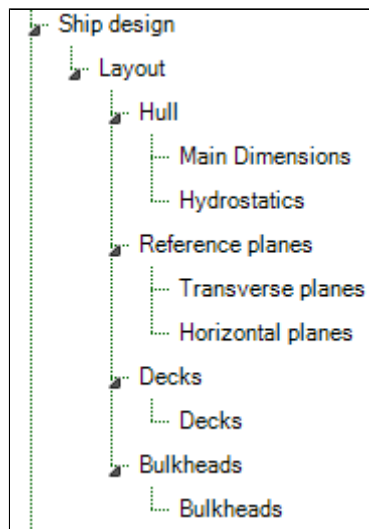 Ship design
Layout
Hull
Main Dimensions
Hydrostatics
Reference planes
Transverse planes
Horizontal planes
Decks
Decks
Bulkheads
Bulkheads